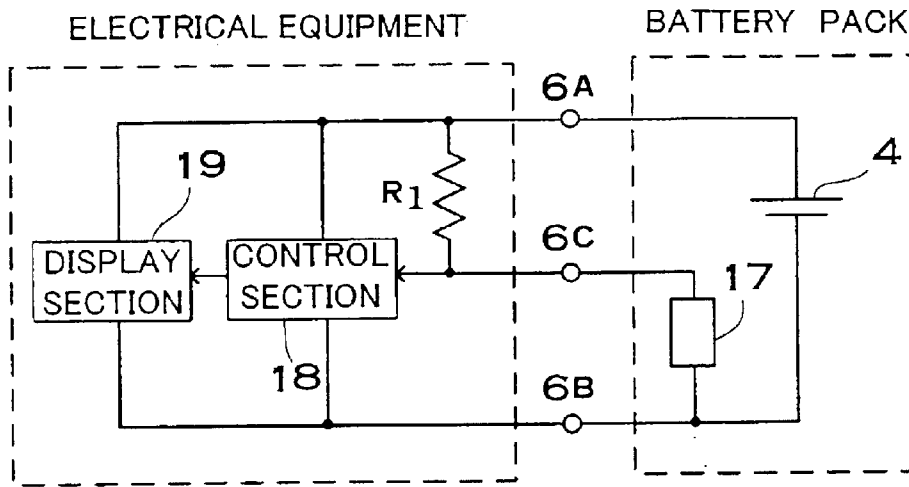 ELECTRICAL EQUIPMENT
BATTERY PACK
6A
19
4
R1
6C
DISPLAY SECTION
CONTROL SECTION
17
18
6B